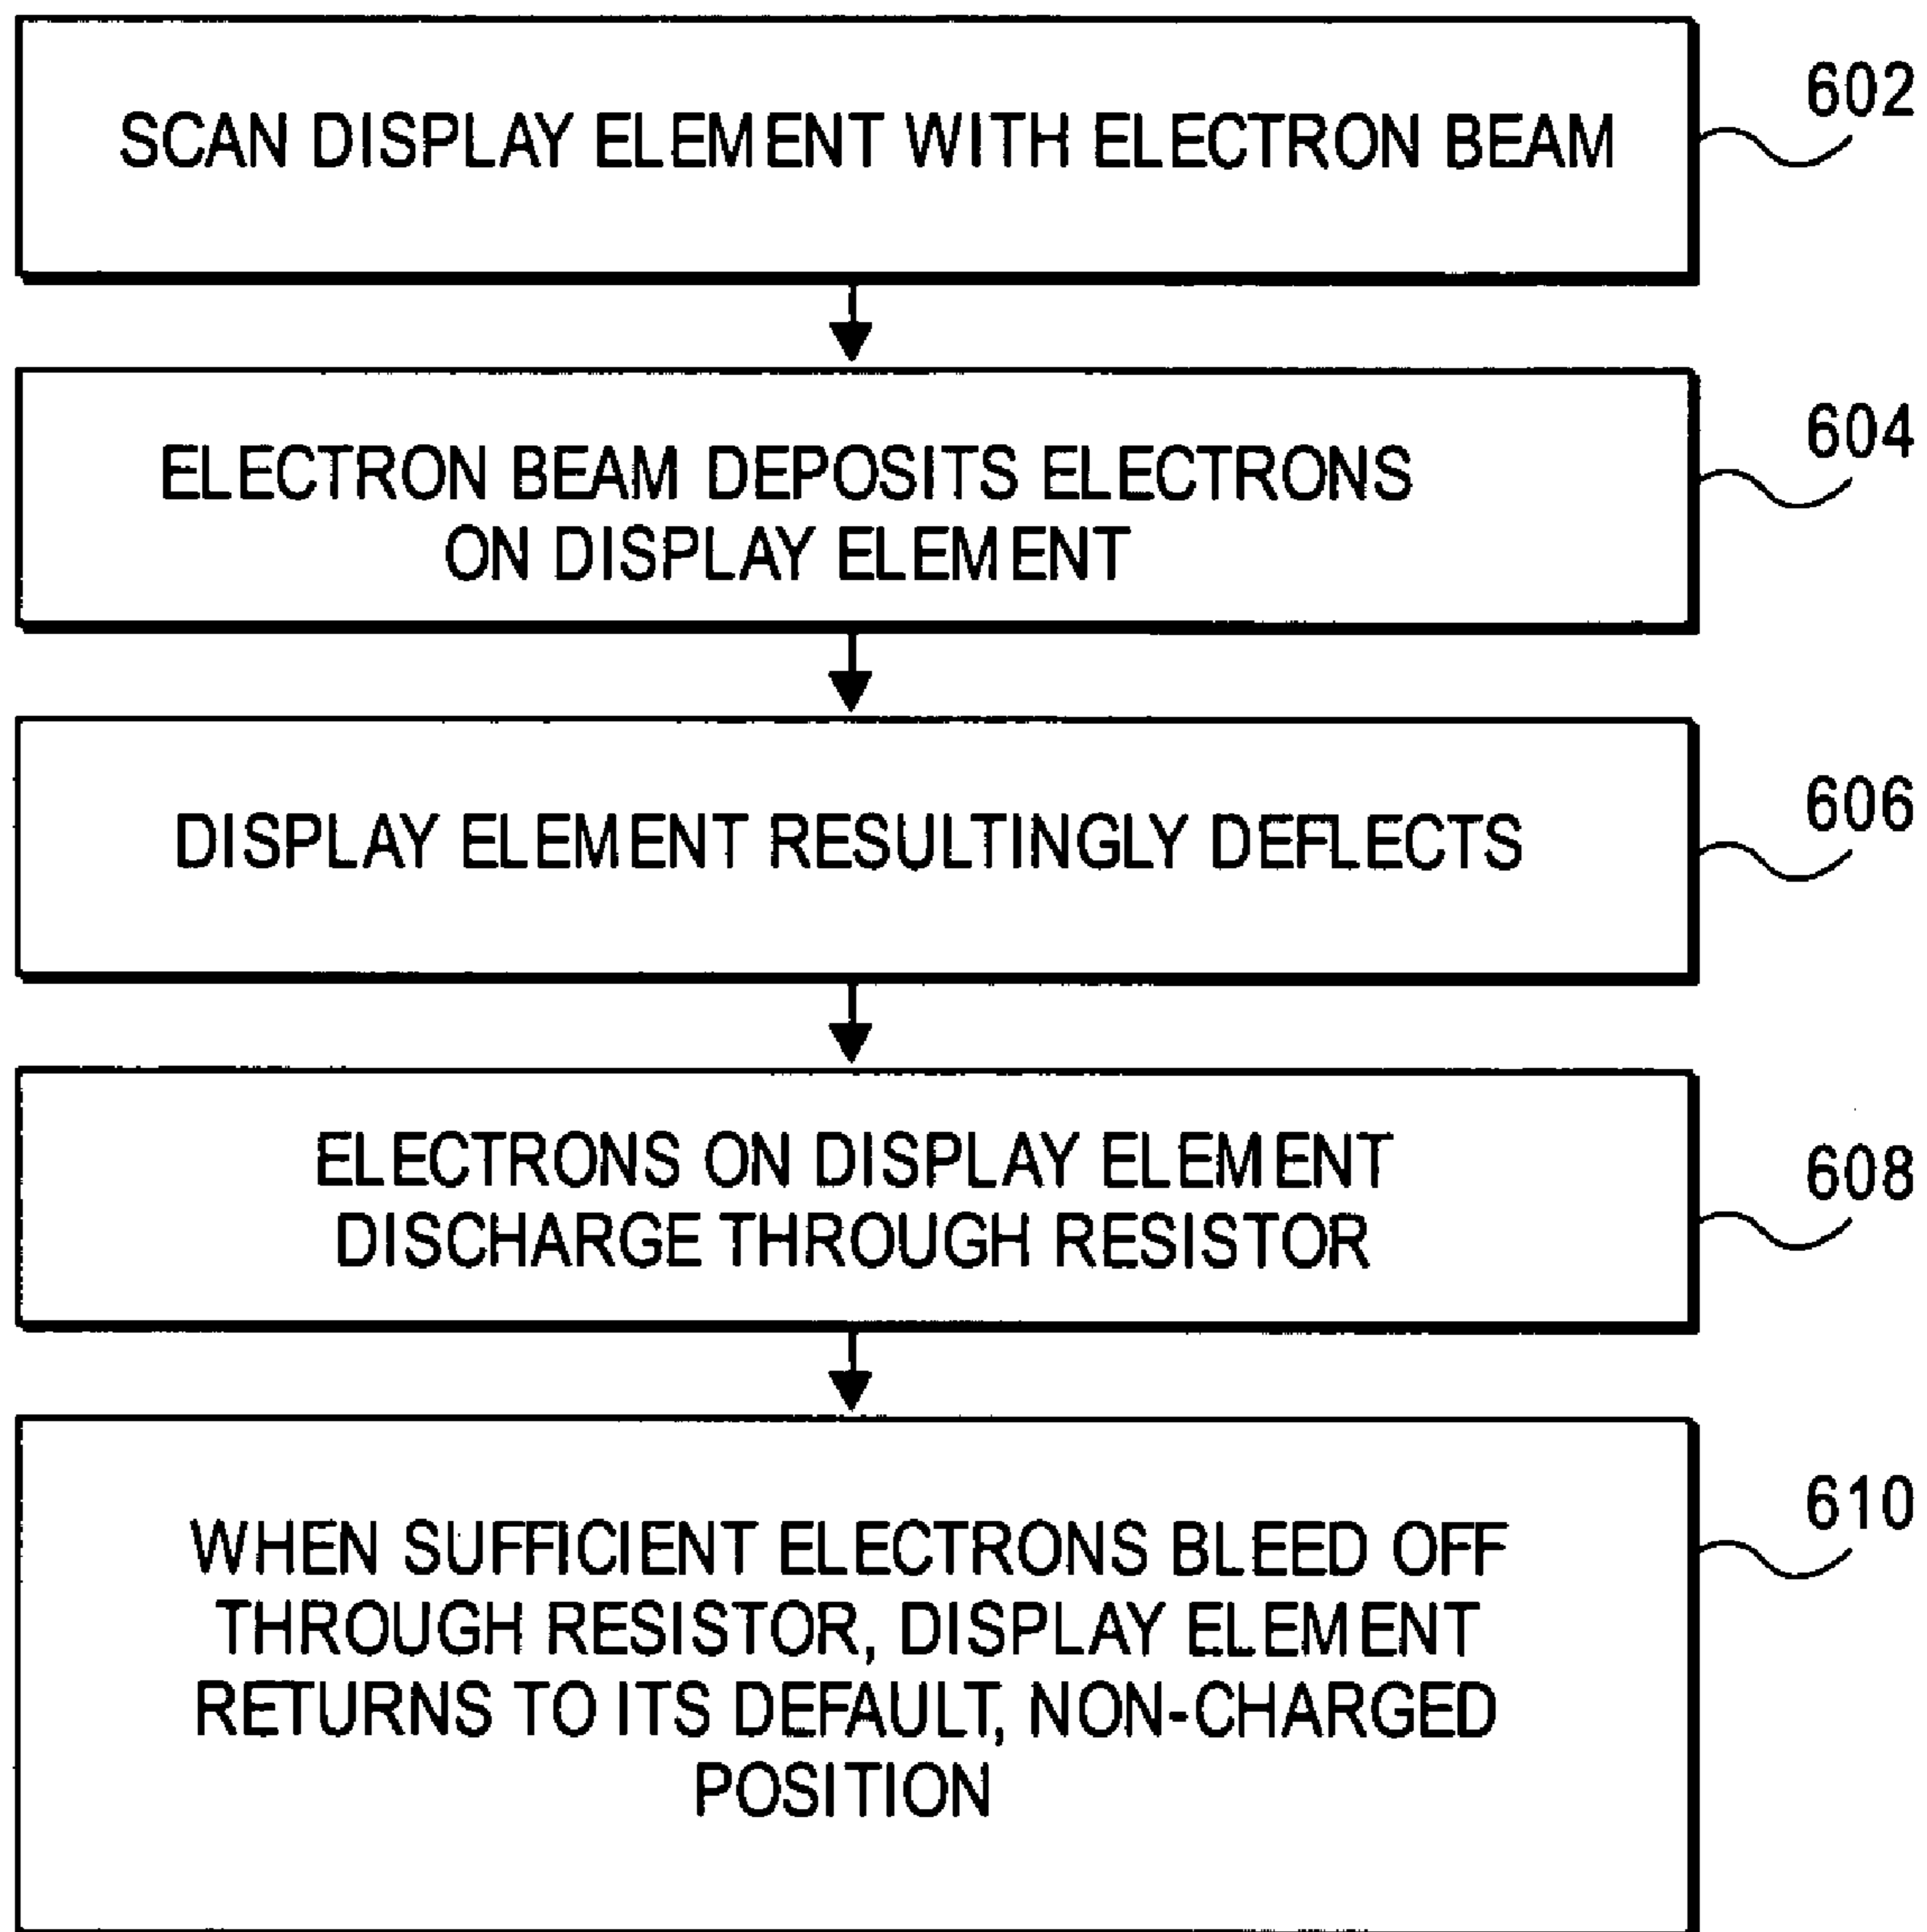 SCAN DISPLAY ELEMENT WITH ELECTRON BEAM
602
ELECTRON BEAM DEPOSITS ELECTRONS
ON DISPLAY ELEMENT
604
DISPLAY ELEMENT RESULTINGLY DEFLECTS
606
ELECTRONS ON DISPLAY ELEMENT
DISCHARGE THROUGH RESISTOR
608
WHEN SUFFICIENT ELECTRONS BLEED OFF
THROUGH RESISTOR, DISPLAY ELEMENT
RETURNS TO ITS DEFAULT, NON-CHARGED
POSITION
610